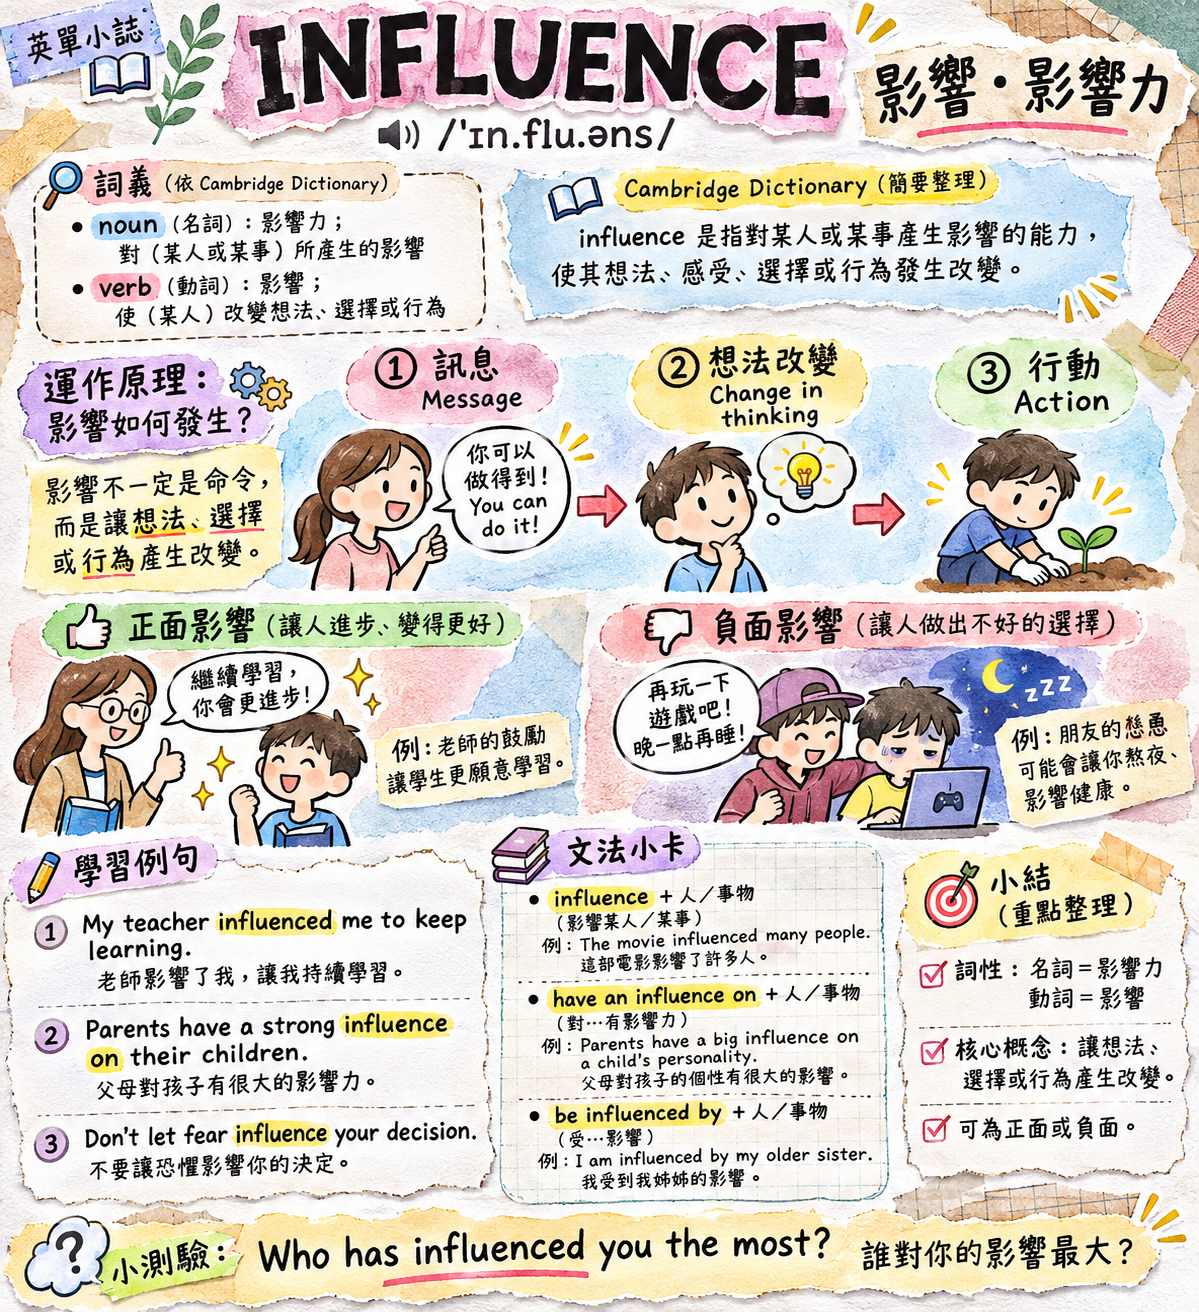 英單小誌
INFLUENCE
/ˈɪn.flu.əns/
影響・影響力
詞義（依 Cambridge Dictionary）
• noun（名詞）：影響力；
對（某人或某事）所產生的影響
• verb（動詞）：影響；
使（某人）改變想法、選擇或行為
Cambridge Dictionary（簡要整理）
influence 是指對某人或某事產生影響的能力，
使其想法、感受、選擇或行為發生改變。
運作原理：
影響如何發生？
影響不一定是命令，
而是讓想法、選擇
或行為產生改變。
① 訊息
Message
你可以
做得到！
You can
do it!
② 想法改變
Change in
thinking
③ 行動
Action
正面影響（讓人進步、變得更好）
繼續學習，
你會更進步！
例：老師的鼓勵
讓學生更願意學習。
負面影響（讓人做出不好的選擇）
再玩一下
遊戲吧！
晚一點再睡！
zzz
例：朋友的慫恿
可能會讓你熬夜、
影響健康。
學習例句
1 My teacher influenced me to keep
learning.
老師影響了我，讓我持續學習。
2 Parents have a strong influence
on their children.
父母對孩子有很大的影響力。
3 Don't let fear influence your decision.
不要讓恐懼影響你的決定。
文法小卡
• influence + 人／事物
（影響某人／某事）
例：The movie influenced many people.
這部電影影響了許多人。
• have an influence on + 人／事物
（對…有影響力）
例：Parents have a big influence on
a child's personality.
父母對孩子的個性有很大的影響。
• be influenced by + 人／事物
（受…影響）
例：I am influenced by my older sister.
我受到我姊姊的影響。
小結
（重點整理）
詞性：名詞＝影響力
動詞＝影響
核心概念：讓想法、
選擇或行為產生改變。
可為正面或負面。
?
小測驗：
Who has influenced you the most?
誰對你的影響最大？